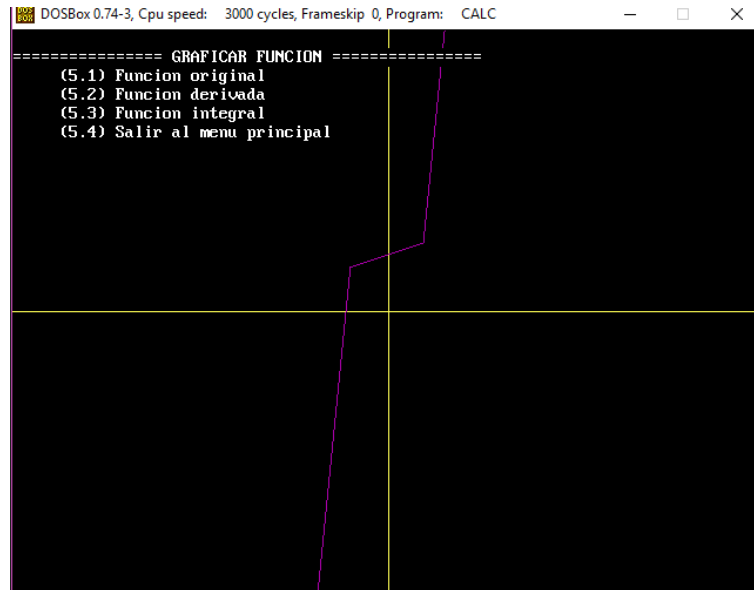 DOSBox 0.74-3, Cpu speed: 3000 cycles, Frameskip 0, Program: CALC
=============== GRAFICAR FUNCION ===============
(5.1) Funcion original
(5.2) Funcion derivada
(5.3) Funcion integral
(5.4) Salir al menu principal